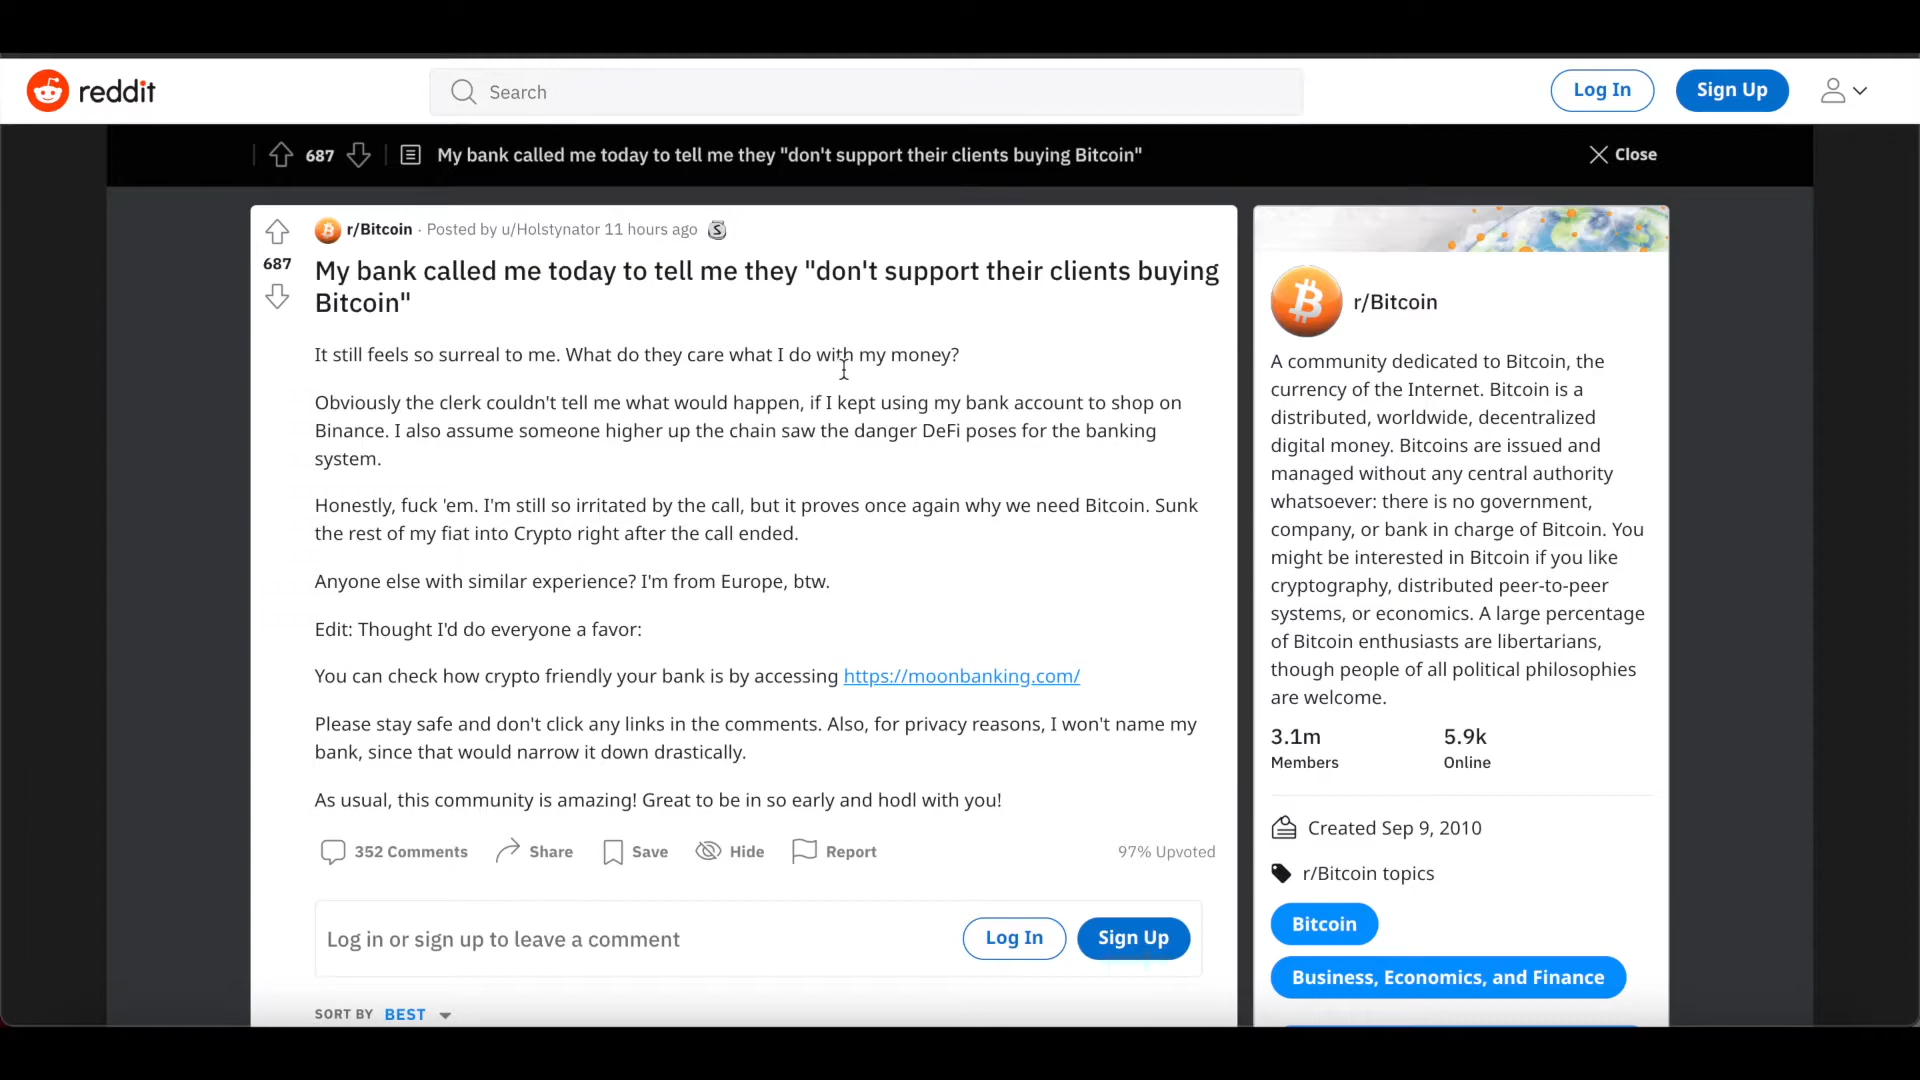 reddit
Search
Log In
Sign Up
687
My bank called me today to tell me they "don't support their clients buying Bitcoin"
Close
r/Bitcoin · Posted by u/Holstynator 11 hours ago
687
My bank called me today to tell me they "don't support their clients buying
Bitcoin"
It still feels so surreal to me. What do they care what I do with my money?
Obviously the clerk couldn't tell me what would happen, if I kept using my bank account to shop on
Binance. I also assume someone higher up the chain saw the danger DeFi poses for the banking
system.
Honestly, fuck 'em. I'm still so irritated by the call, but it proves once again why we need Bitcoin. Sunk
the rest of my fiat into Crypto right after the call ended.
Anyone else with similar experience? I'm from Europe, btw.
Edit: Thought I'd do everyone a favor:
You can check how crypto friendly your bank is by accessing https://moonbanking.com/
Please stay safe and don't click any links in the comments. Also, for privacy reasons, I won't name my
bank, since that would narrow it down drastically.
As usual, this community is amazing! Great to be in so early and hodl with you!
352 Comments
Share
Save
Hide
Report
97% Upvoted
Log in or sign up to leave a comment
Log In
Sign Up
SORT BY BEST
r/Bitcoin
A community dedicated to Bitcoin, the
currency of the Internet. Bitcoin is a
distributed, worldwide, decentralized
digital money. Bitcoins are issued and
managed without any central authority
whatsoever: there is no government,
company, or bank in charge of Bitcoin. You
might be interested in Bitcoin if you like
cryptography, distributed peer-to-peer
systems, or economics. A large percentage
of Bitcoin enthusiasts are libertarians,
though people of all political philosophies
are welcome.
3.1m
Members
5.9k
Online
Created Sep 9, 2010
r/Bitcoin topics
Bitcoin
Business, Economics, and Finance